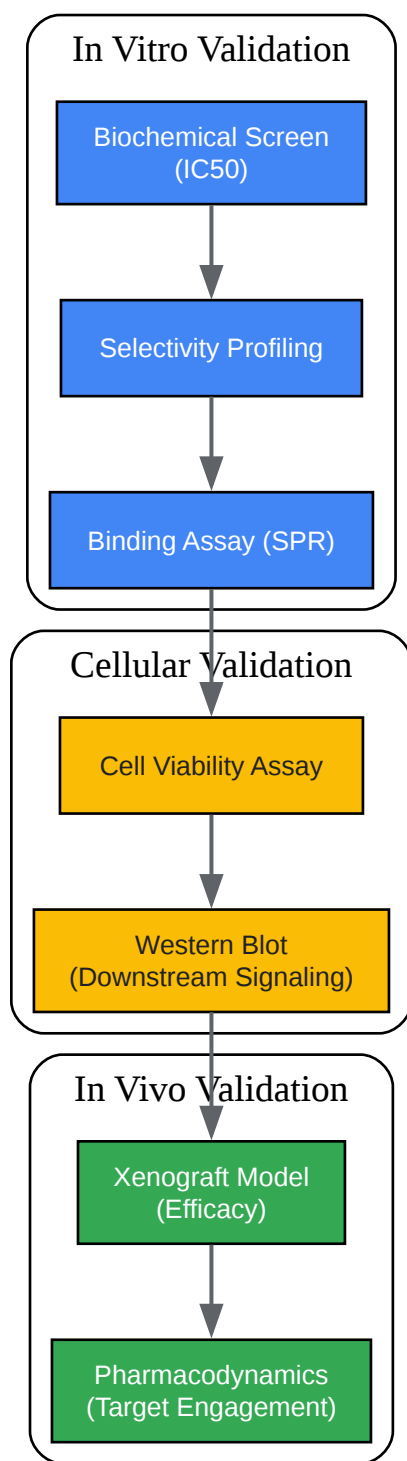 In Vitro Validation
Biochemical Screen
(IC50)
Selectivity Profiling
Binding Assay (SPR)
Cellular Validation
Cell Viability Assay
Western Blot
(Downstream Signaling)
In Vivo Validation
Xenograft Model
(Efficacy)
Pharmacodynamics
(Target Engagement)